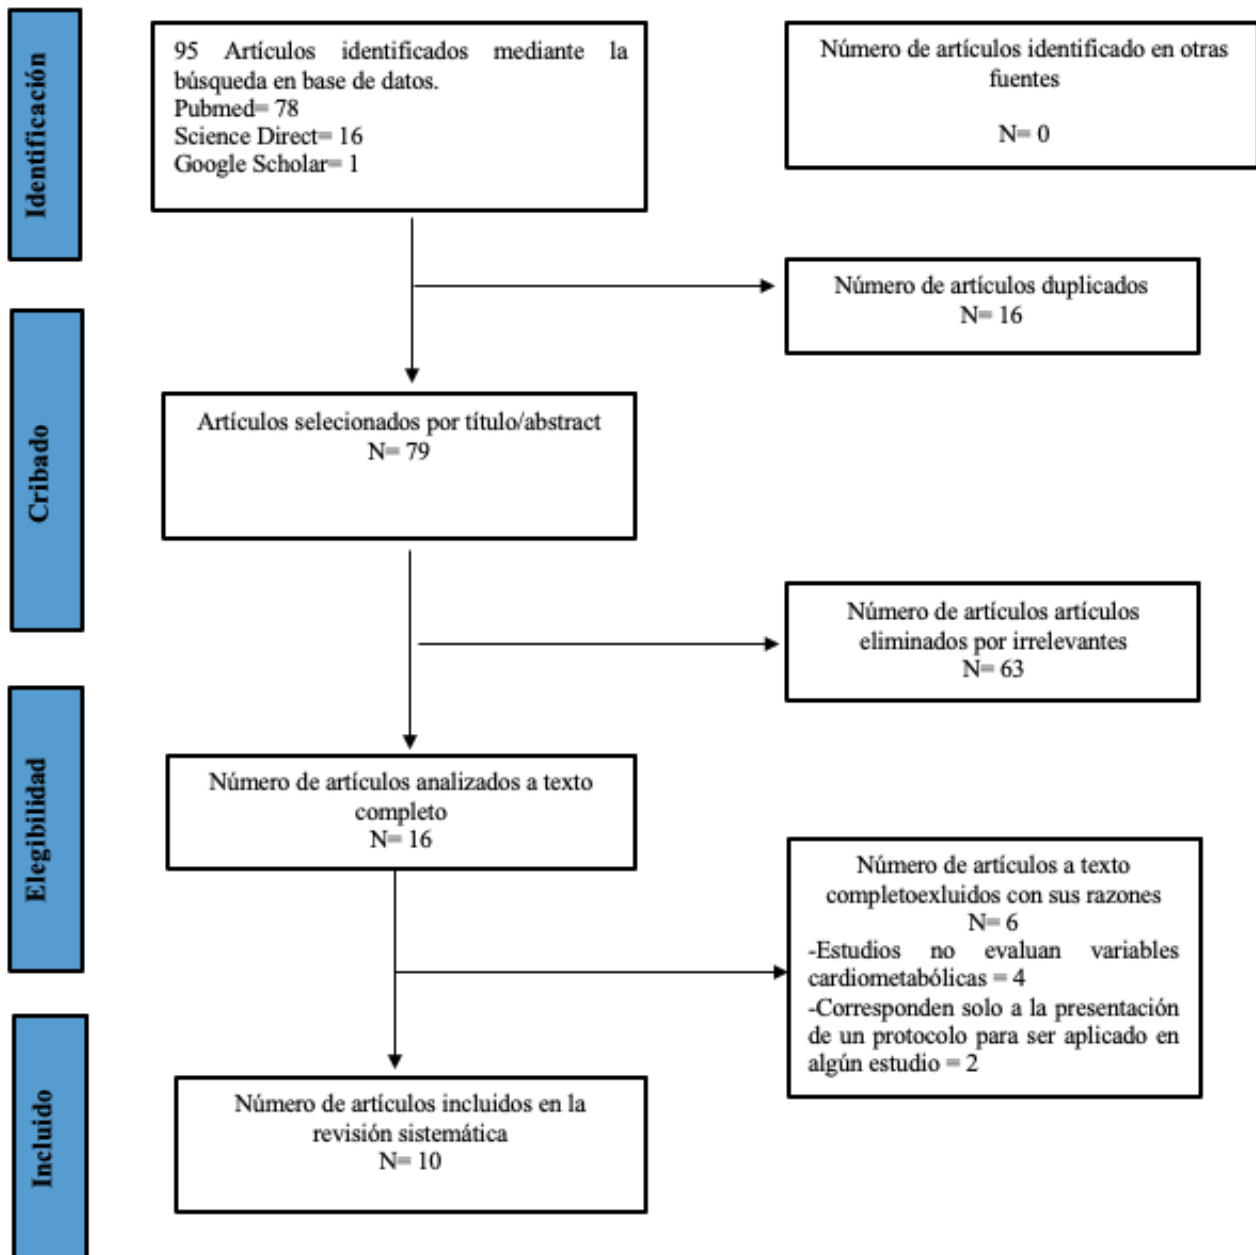 Identificación
95 Artículos identificados mediante la
búsqueda en base de datos.
Pubmed= 78
Science Direct= 16
Google Scholar= 1
Número de artículos identificado en otras
fuentes
N= 0
Número de artículos duplicados
N= 16
Cribado
Artículos selecionados por título/abstract
N= 79
Número de artículos artículos
eliminados por irrelevantes
N= 63
Elegibilidad
Número de artículos analizados a texto
completo
N= 16
Número de artículos a texto
completoexluidos con sus razones
N= 6
-Estudios no evaluan variables
cardiometabólicas = 4
-Corresponden solo a la presentación
de un protocolo para ser aplicado en
algún estudio = 2
Incluido
Número de artículos incluidos en la
revisión sistemática
N= 10